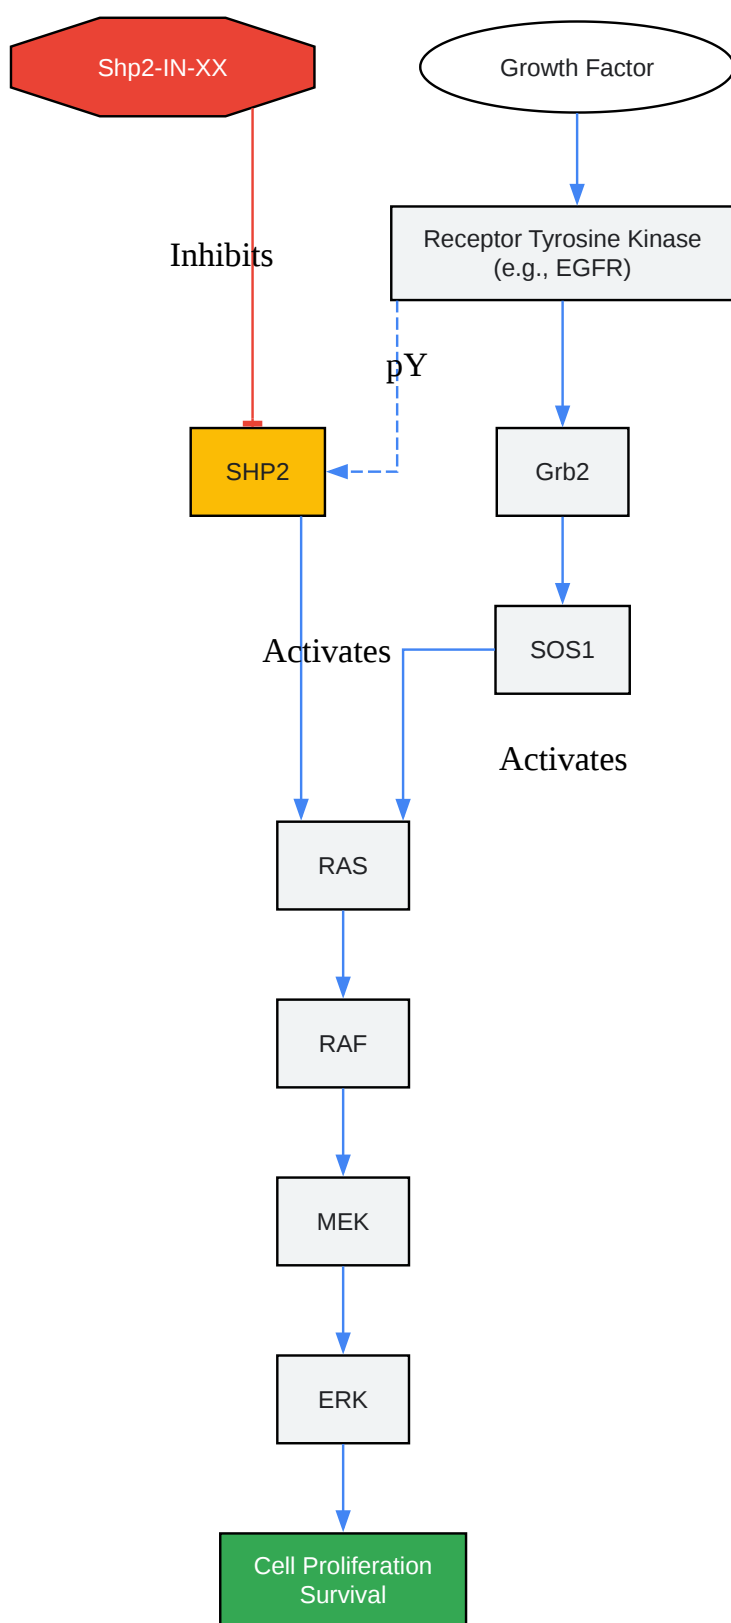 Shp2-IN-XX
Growth Factor
Inhibits
Receptor Tyrosine Kinase
(e.g., EGFR)
pY
SHP2
Grb2
Activates
SOS1
Activates
RAS
RAF
MEK
ERK
Cell Proliferation
Survival